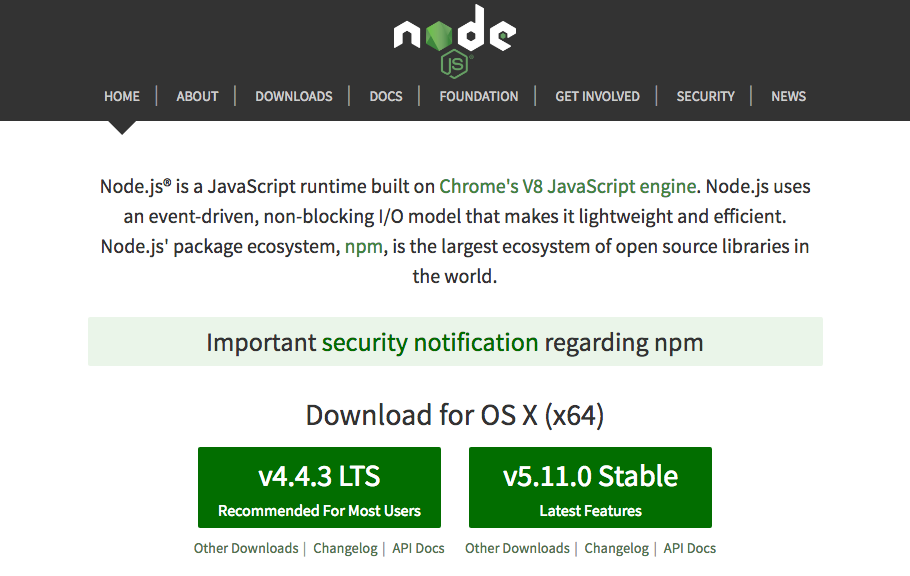 node
JS®
HOME | ABOUT | DOWNLOADS | DOCS | FOUNDATION | GET INVOLVED | SECURITY | NEWS
Node.js® is a JavaScript runtime built on Chrome's V8 JavaScript engine. Node.js uses
an event-driven, non-blocking I/O model that makes it lightweight and efficient.
Node.js' package ecosystem, npm, is the largest ecosystem of open source libraries in
the world.
Important security notification regarding npm
Download for OS X (x64)
v4.4.3 LTS
Recommended For Most Users
v5.11.0 Stable
Latest Features
Other Downloads | Changelog | API Docs
Other Downloads | Changelog | API Docs